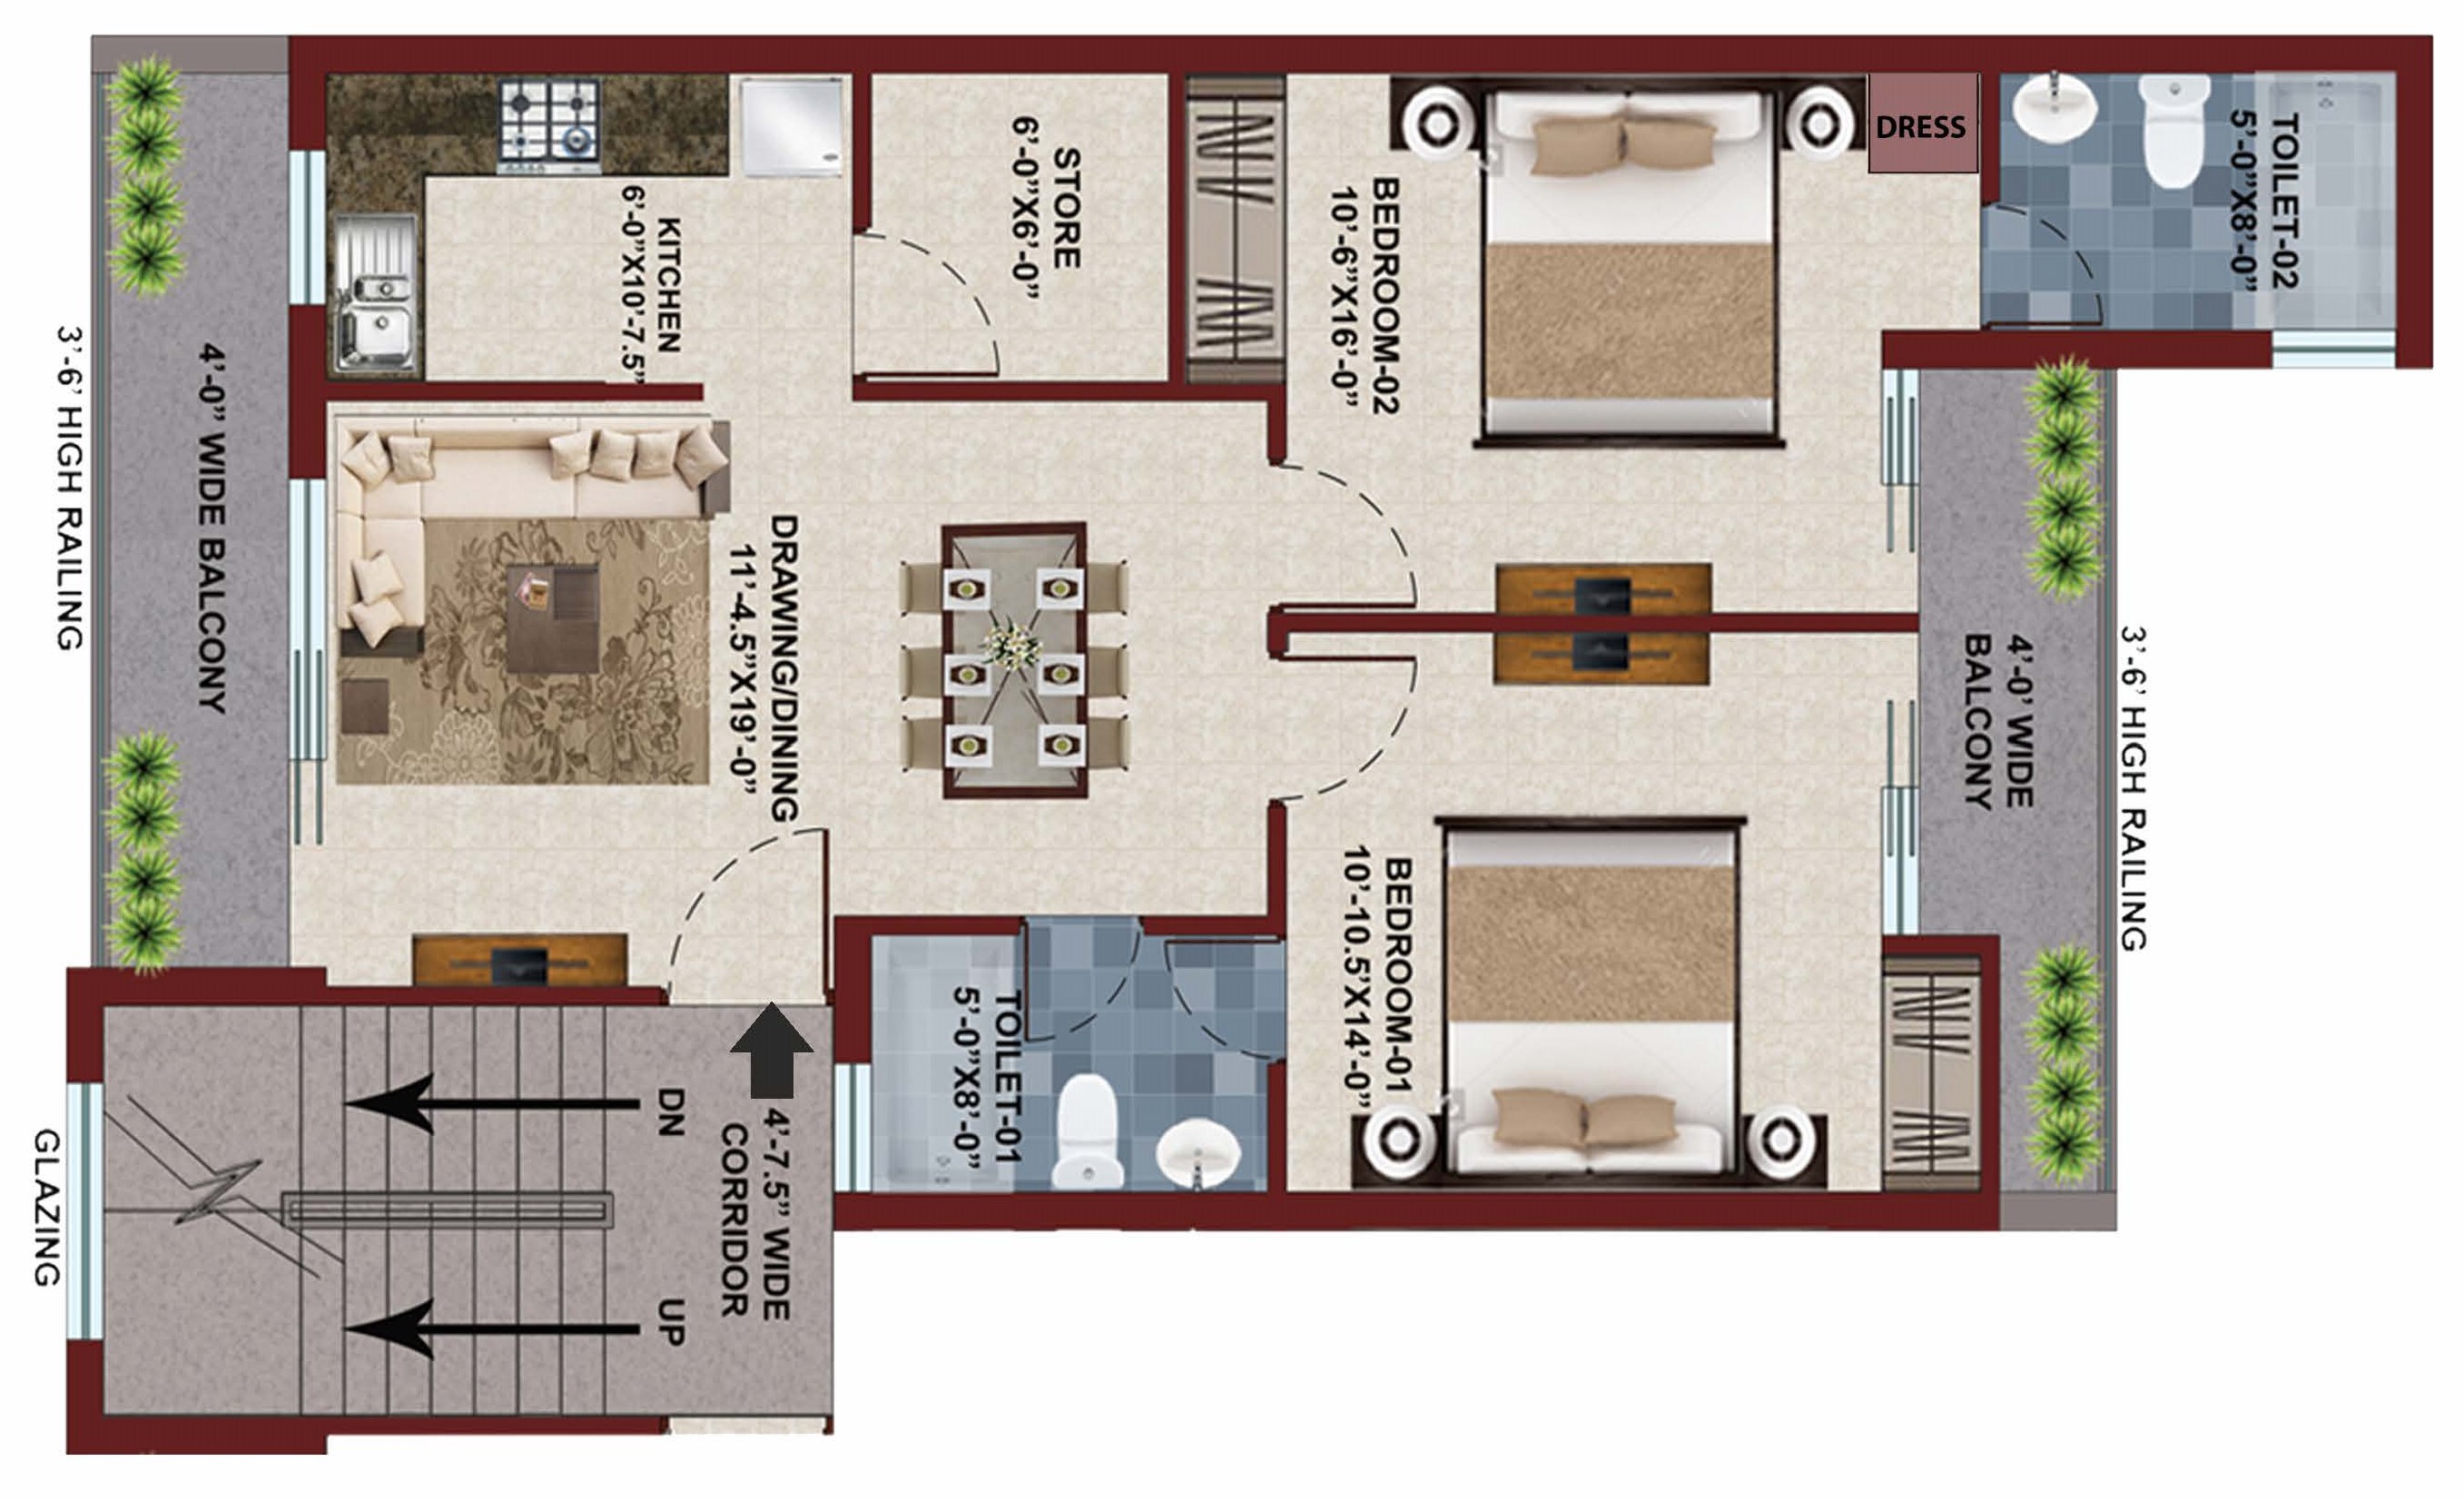 TOILET-02
5’-0”X8’-0”
3’-6’ HIGH RAILING
4’-0’ WIDE
BALCONY
DRESS
BEDROOM-02
10’-6”X16’-0”
BEDROOM-01
10’-10.5’X14’-0”
STORE
6’-0”X6’-0”
TOILET-01
5’-0”X8’-0”
DRAWING/DINING
11’-4.5”X19’-0”
4’-7.5” WIDE
CORRIDOR
DN
UP
KITCHEN
6’-0”X10’-7.5”
4’-0” WIDE BALCONY
3’-6’ HIGH RAILING
GLAZING